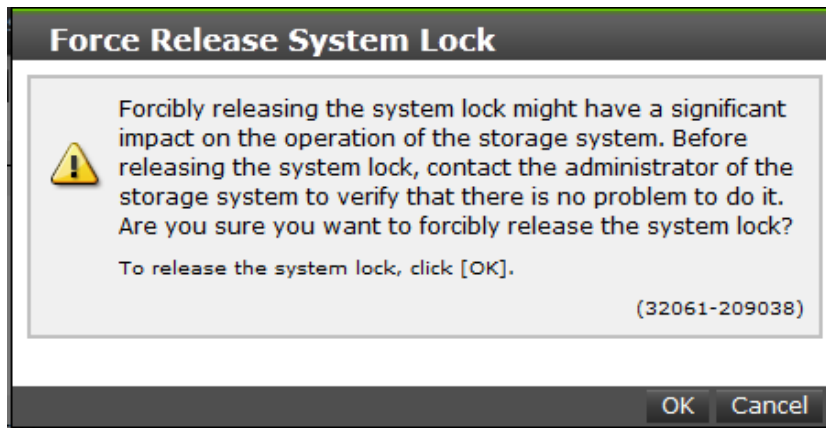 Force Release System Lock
Forcibly releasing the system lock might have a significant
impact on the operation of the storage system. Before
releasing the system lock, contact the administrator of the
storage system to verify that there is no problem to do it.
Are you sure you want to forcibly release the system lock?
To release the system lock, click [OK].
(32061-209038)
OK Cancel